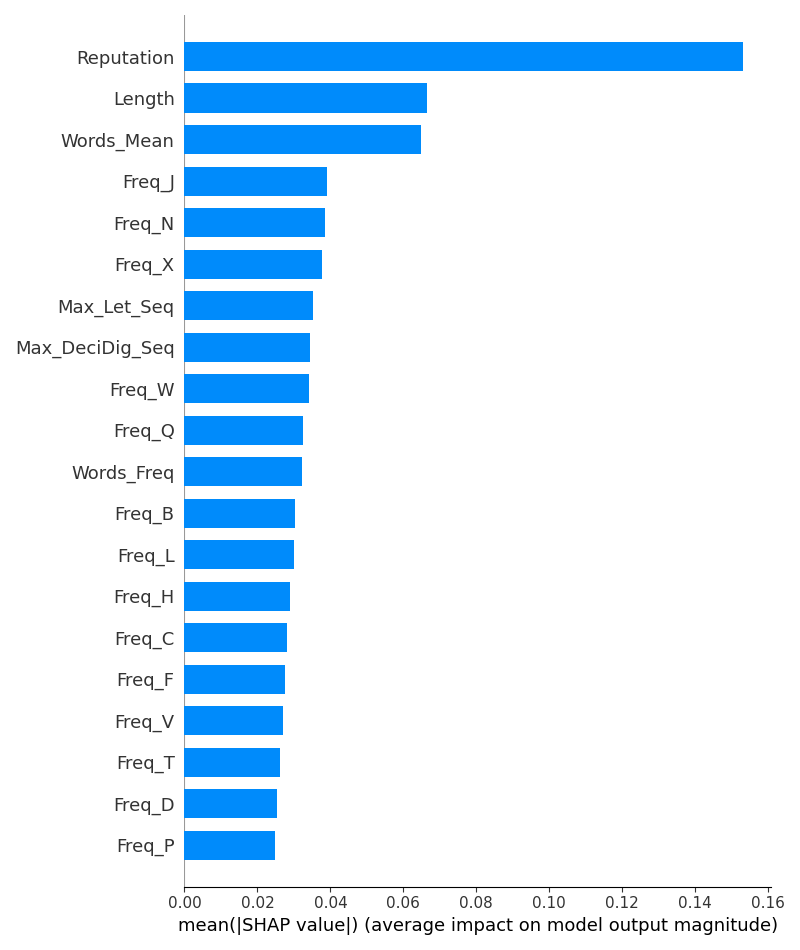 Reputation
Length
Words_Mean
Freq_J
Freq_N
Freq_X
Max_Let_Seq
Max_DeciDig_Seq
Freq_W
Freq_Q
Words_Freq
Freq_B
Freq_L
Freq_H
Freq_C
Freq_F
Freq_V
Freq_T
Freq_D
Freq_P
0.00 0.02 0.04 0.06 0.08 0.10 0.12 0.14 0.16
mean(|SHAP value|) (average impact on model output magnitude)